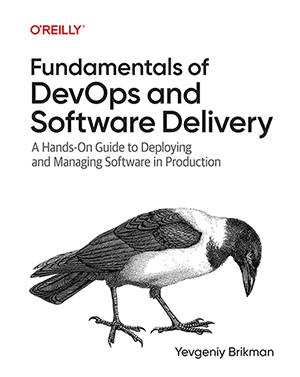 O'REILLY®
Fundamentals of
DevOps and
Software Delivery
A Hands-On Guide to Deploying
and Managing Software in Production
Yevgeniy Brikman